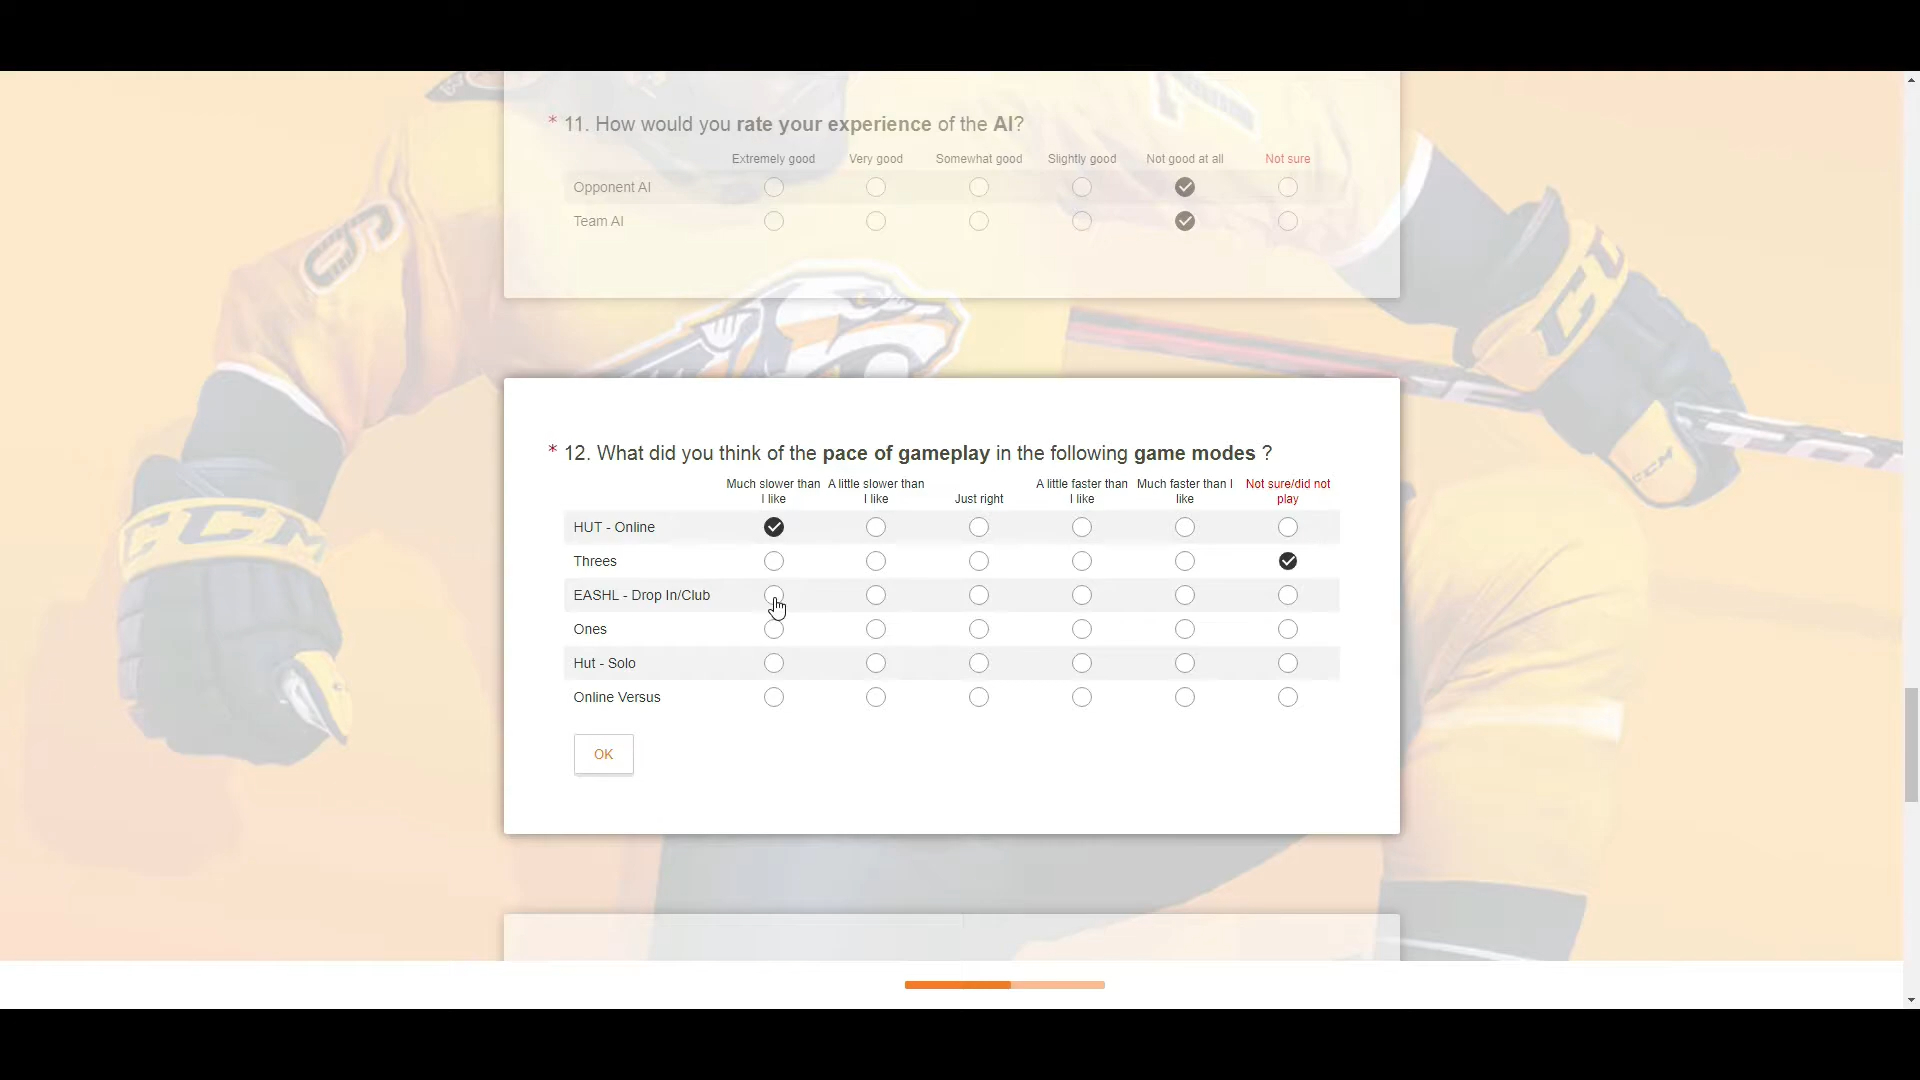 * 11. How would you rate your experience of the AI?
Extremely good Very good Somewhat good Slightly good Not good at all Not sure
Opponent AI
Team AI
* 12. What did you think of the pace of gameplay in the following game modes ?
Much slower than I like A little slower than I like Just right A little faster than I like Much faster than I like Not sure/did not play
HUT - Online
Threes
EASHL - Drop In/Club
Ones
Hut - Solo
Online Versus
OK
CCM
CCM